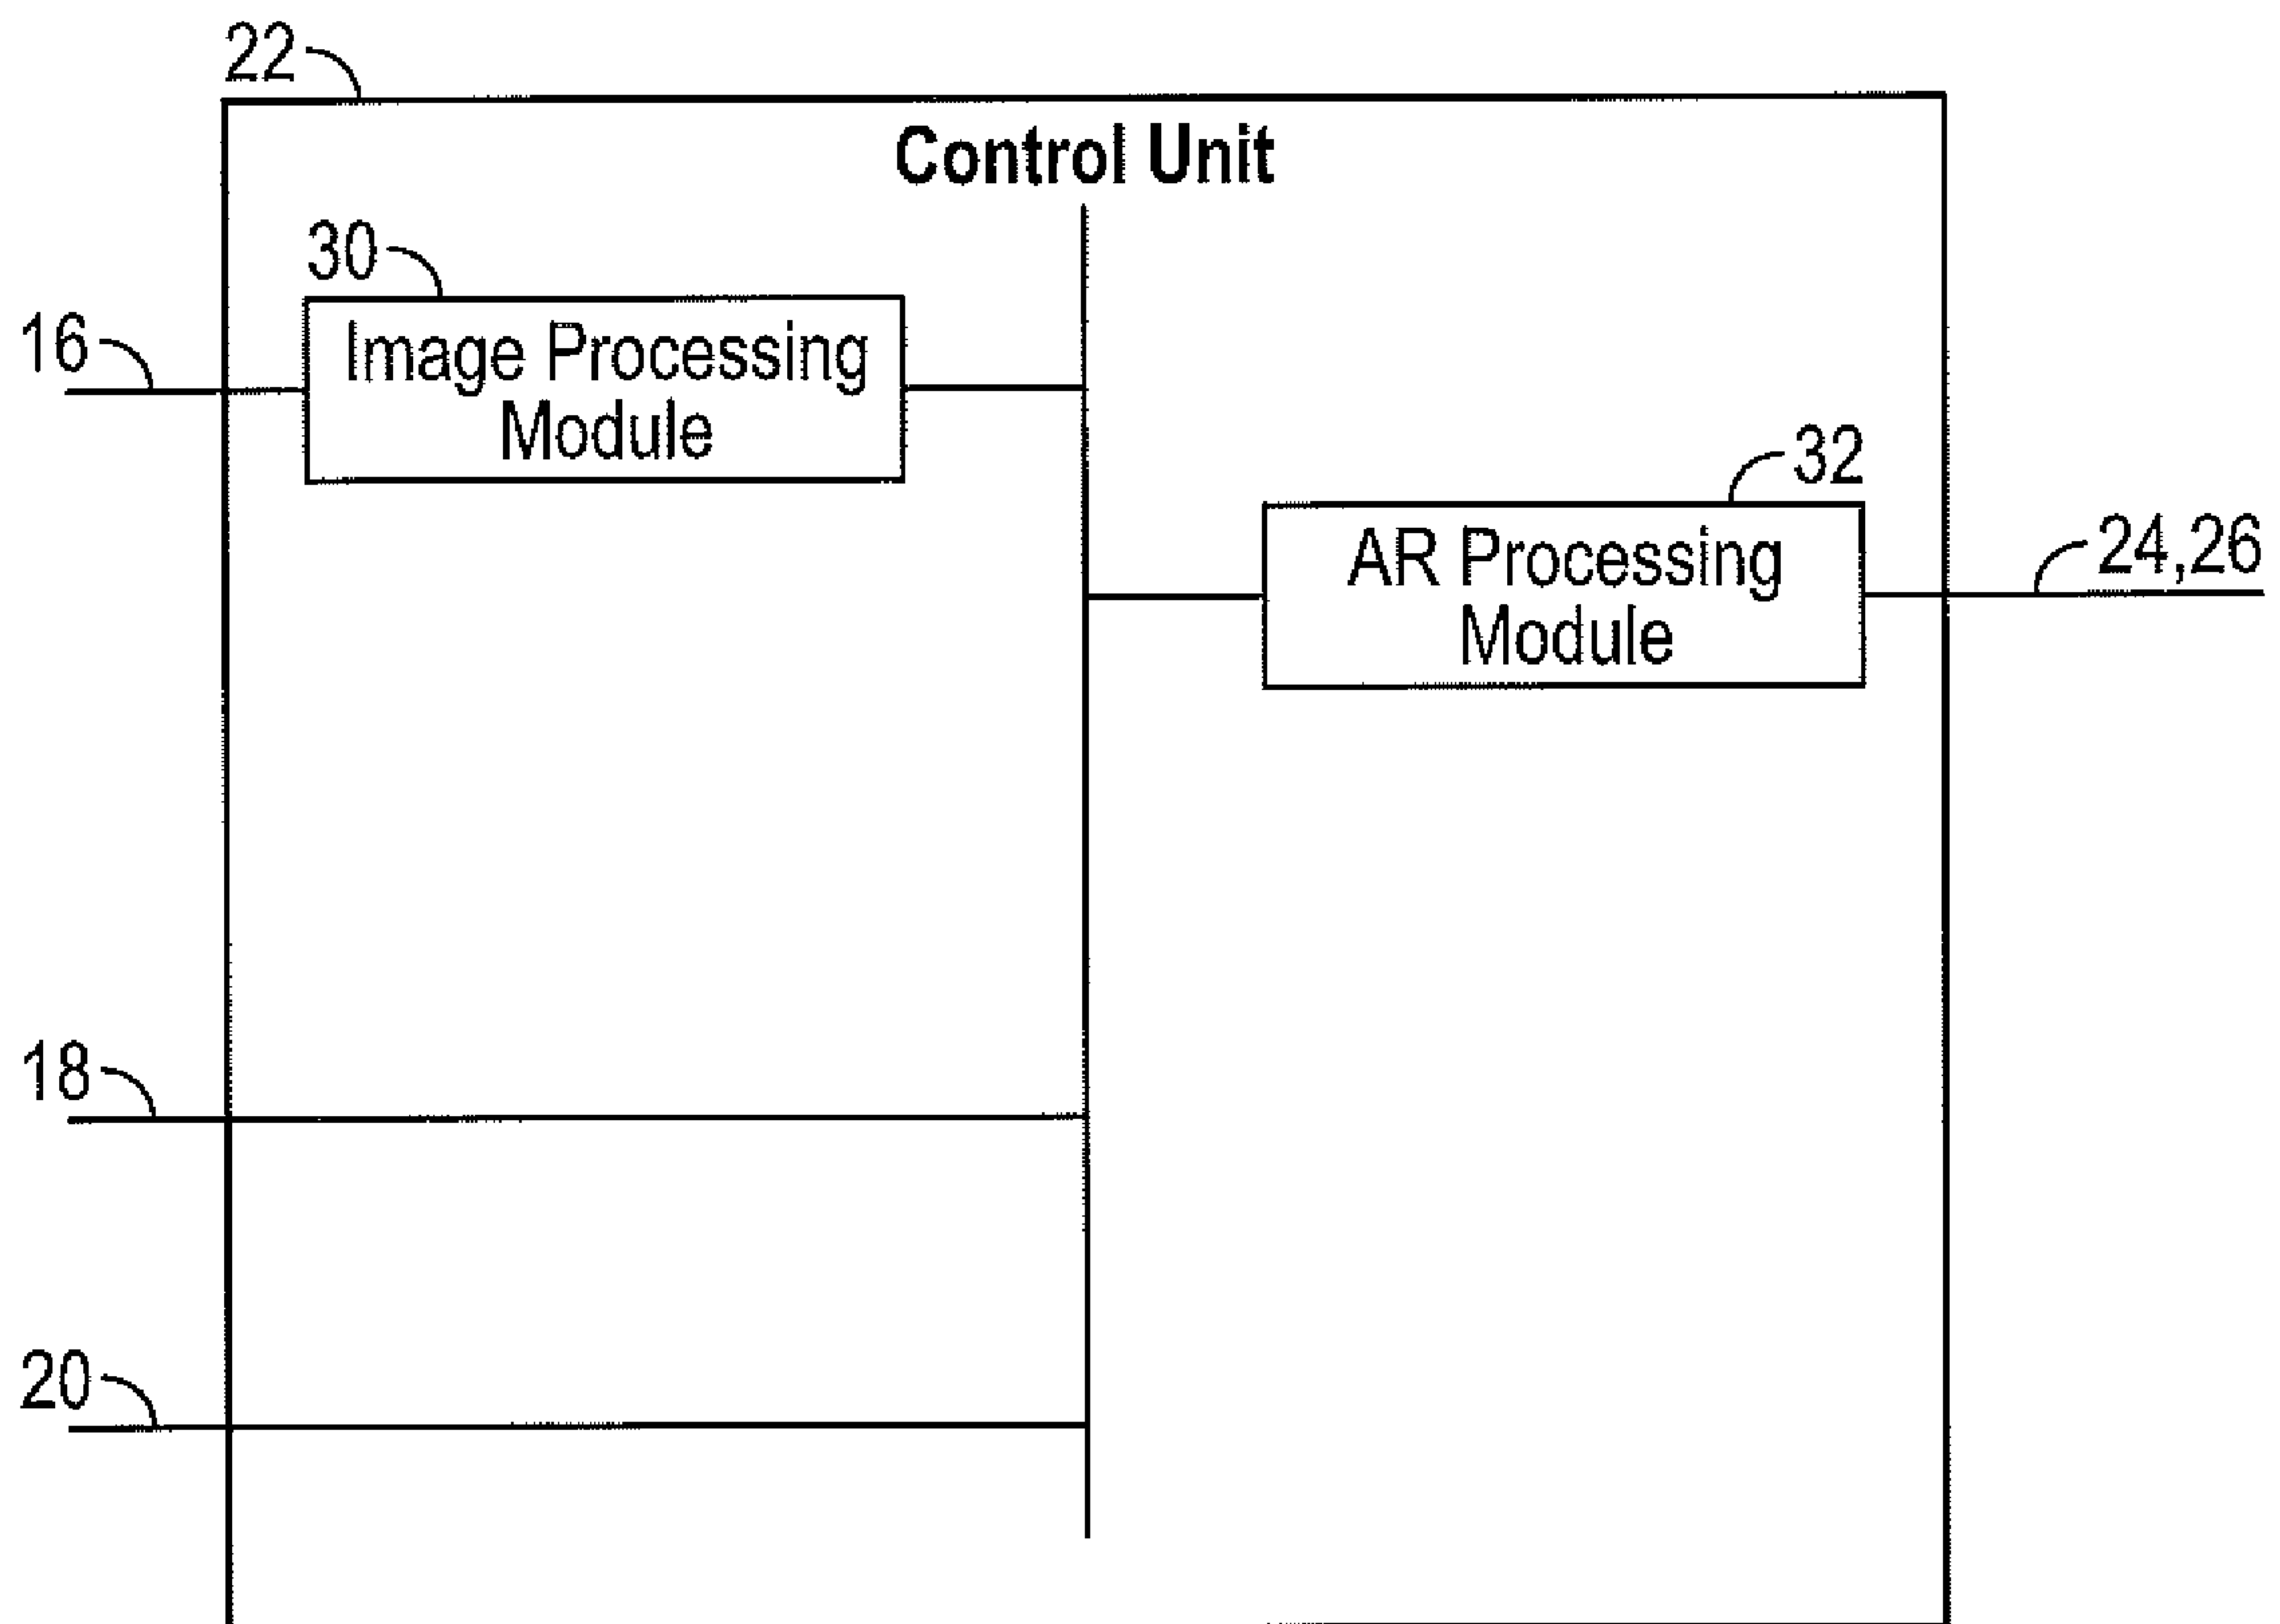 22
Control Unit
30
16
Image Processing
Module
32
24,26
AR Processing
Module
18
20